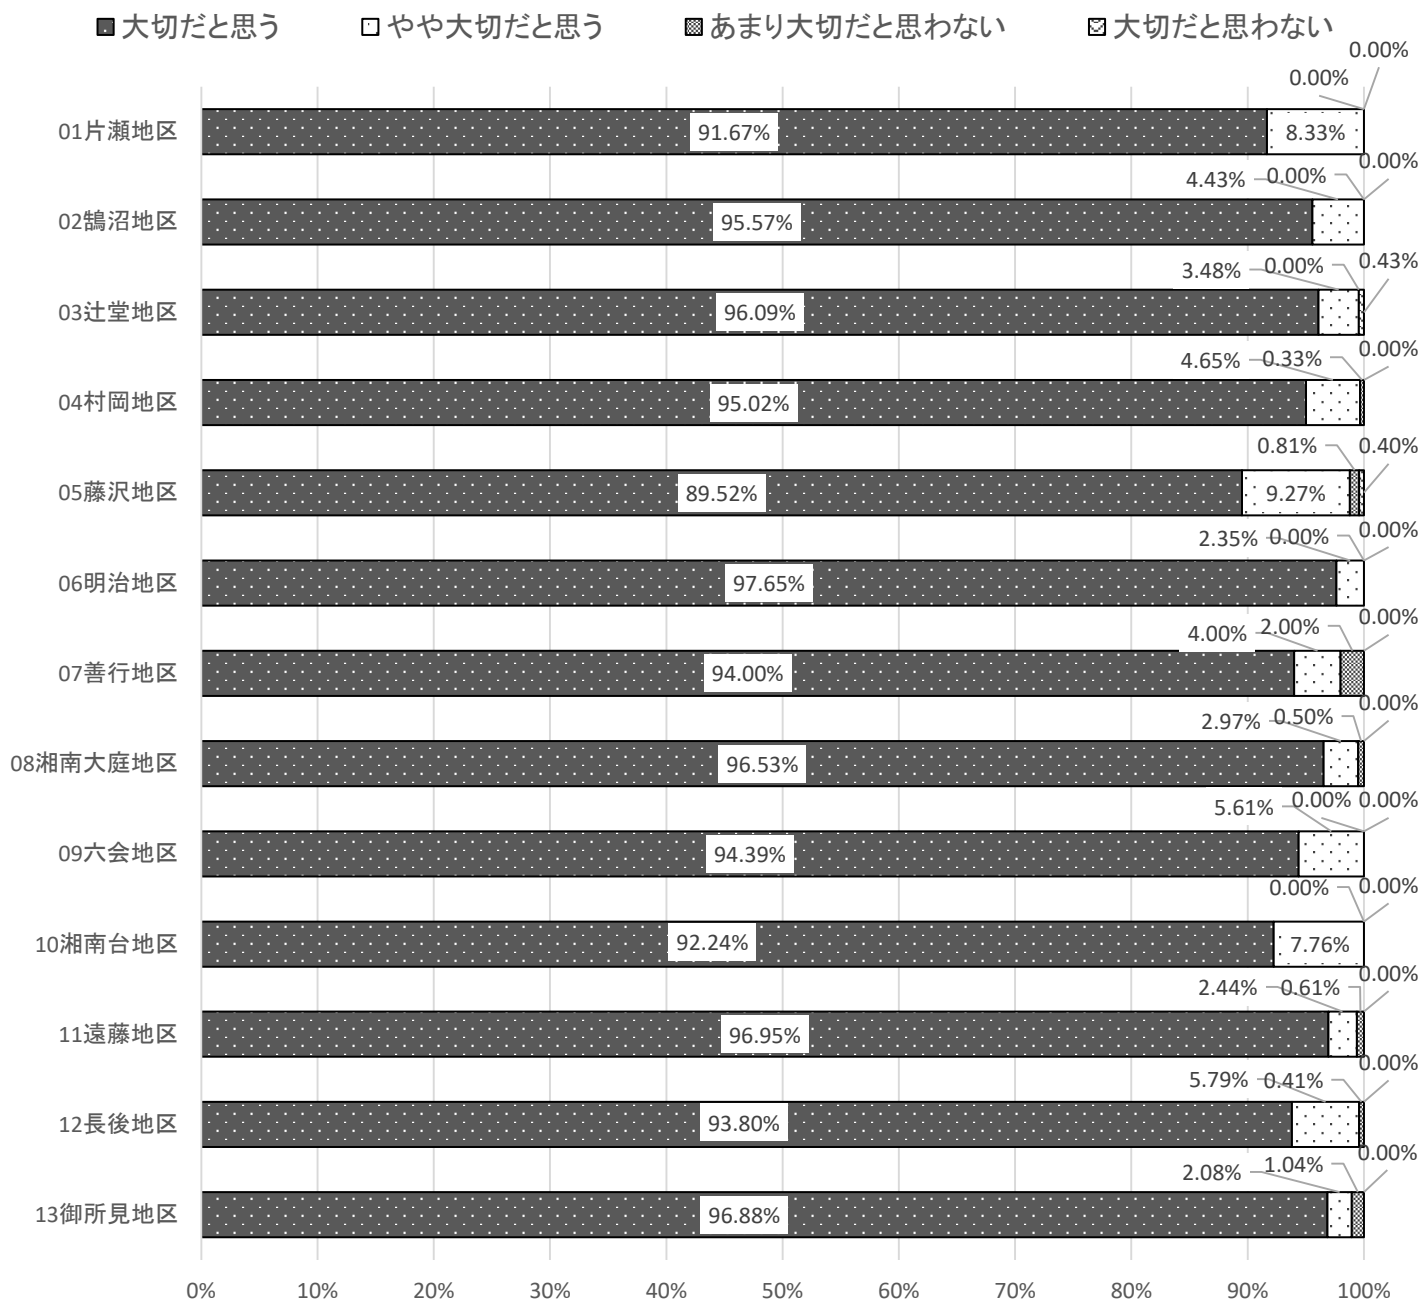 大切だと思う やや大切だと思う あまり大切だと思わない 大切だと思わない
0.00%
0.00%
01片瀬地区 91.67% 8.33%
4.43% 0.00% 0.00%
02鵠沼地区 95.57%
3.48% 0.00% 0.43%
03辻堂地区 96.09%
4.65% 0.33% 0.00%
04村岡地区 95.02%
0.81% 0.40%
05藤沢地区 89.52% 9.27%
2.35% 0.00% 0.00%
06明治地区 97.65%
4.00% 2.00% 0.00%
07善行地区 94.00%
2.97% 0.50% 0.00%
08湘南大庭地区 96.53%
5.61% 0.00% 0.00%
09六会地区 94.39%
0.00% 0.00%
10湘南台地区 92.24% 7.76%
2.44% 0.61% 0.00%
11遠藤地区 96.95%
5.79% 0.41% 0.00%
12長後地区 93.80%
2.08% 1.04% 0.00%
13御所見地区 96.88%
0% 10% 20% 30% 40% 50% 60% 70% 80% 90% 100%